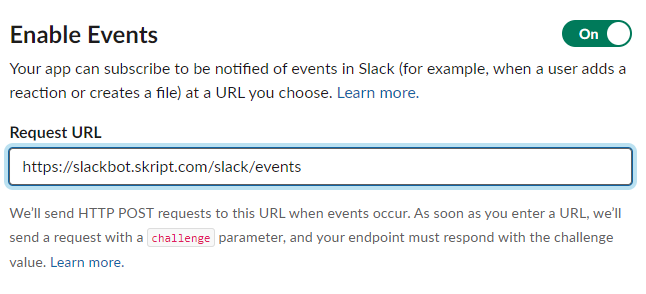 Enable Events
On
Your app can subscribe to be notified of events in Slack (for example, when a user adds a
reaction or creates a file) at a URL you choose. Learn more.
Request URL
https://slackbot.skript.com/slack/events
We’ll send HTTP POST requests to this URL when events occur. As soon as you enter a URL, we’ll
send a request with a challenge parameter, and your endpoint must respond with the challenge
value. Learn more.